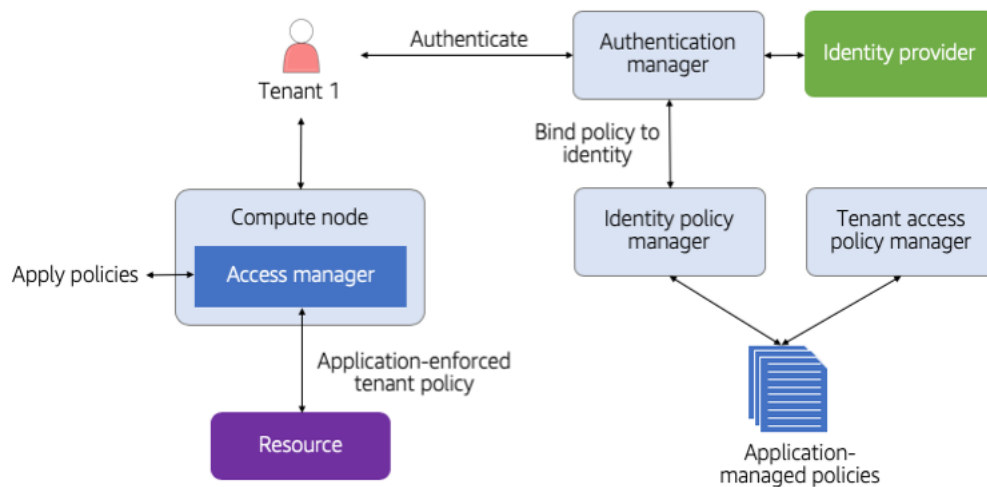 Authenticate
Authentication
manager
Identity provider
Tenant 1
Bind policy to
identity
Compute node
Identity policy
manager
Tenant access
policy manager
Apply policies
Access manager
Application-enforced
tenant policy
Resource
Application-
managed policies